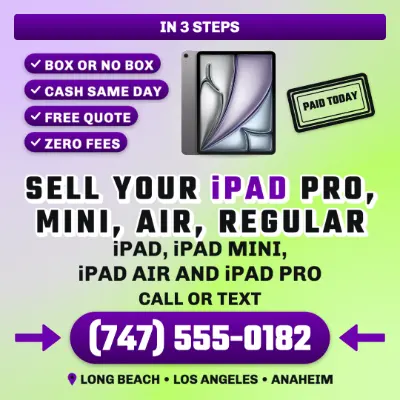 IN 3 STEPS
✓ BOX OR NO BOX
✓ CASH SAME DAY
✓ FREE QUOTE
✓ ZERO FEES
PAID TODAY
SELL YOUR iPAD PRO,
MINI, AIR, REGULAR
iPAD, iPAD MINI,
iPAD AIR AND iPAD PRO
CALL OR TEXT
(747) 555-0182
LONG BEACH • LOS ANGELES • ANAHEIM